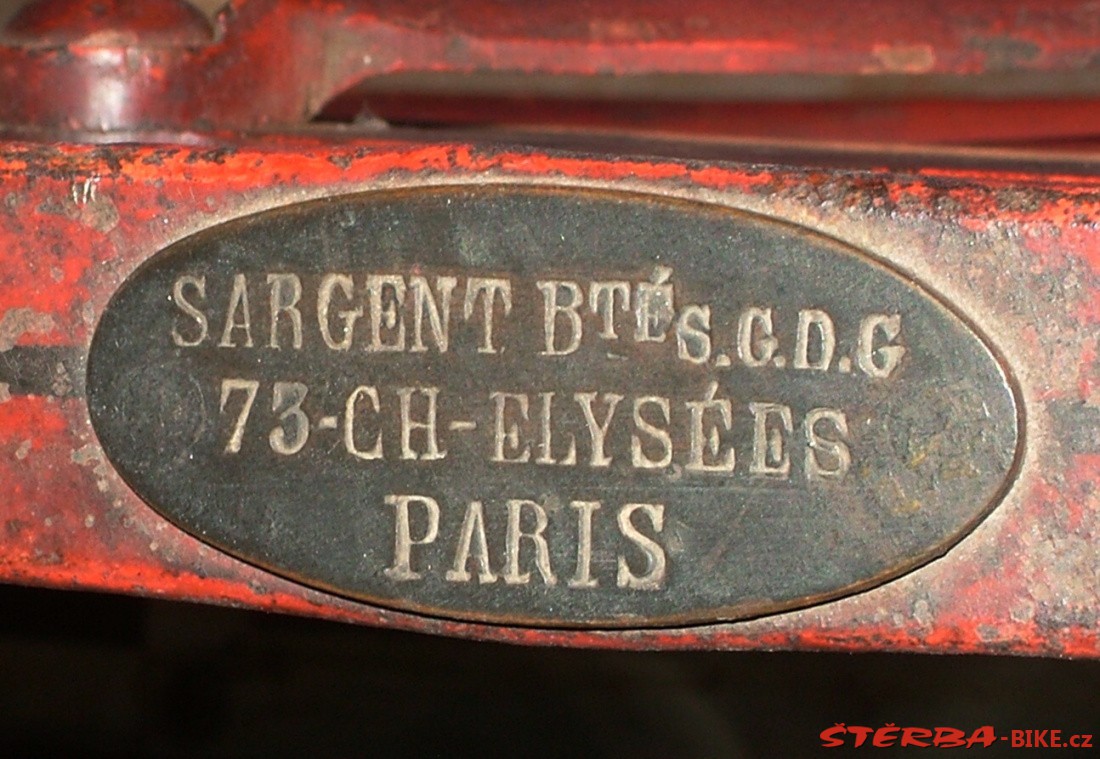 SARGENT BTÉ S.G.D.G
73-CH-ELYSÉES
PARIS
ŠTĚRBA-BIKE.cz